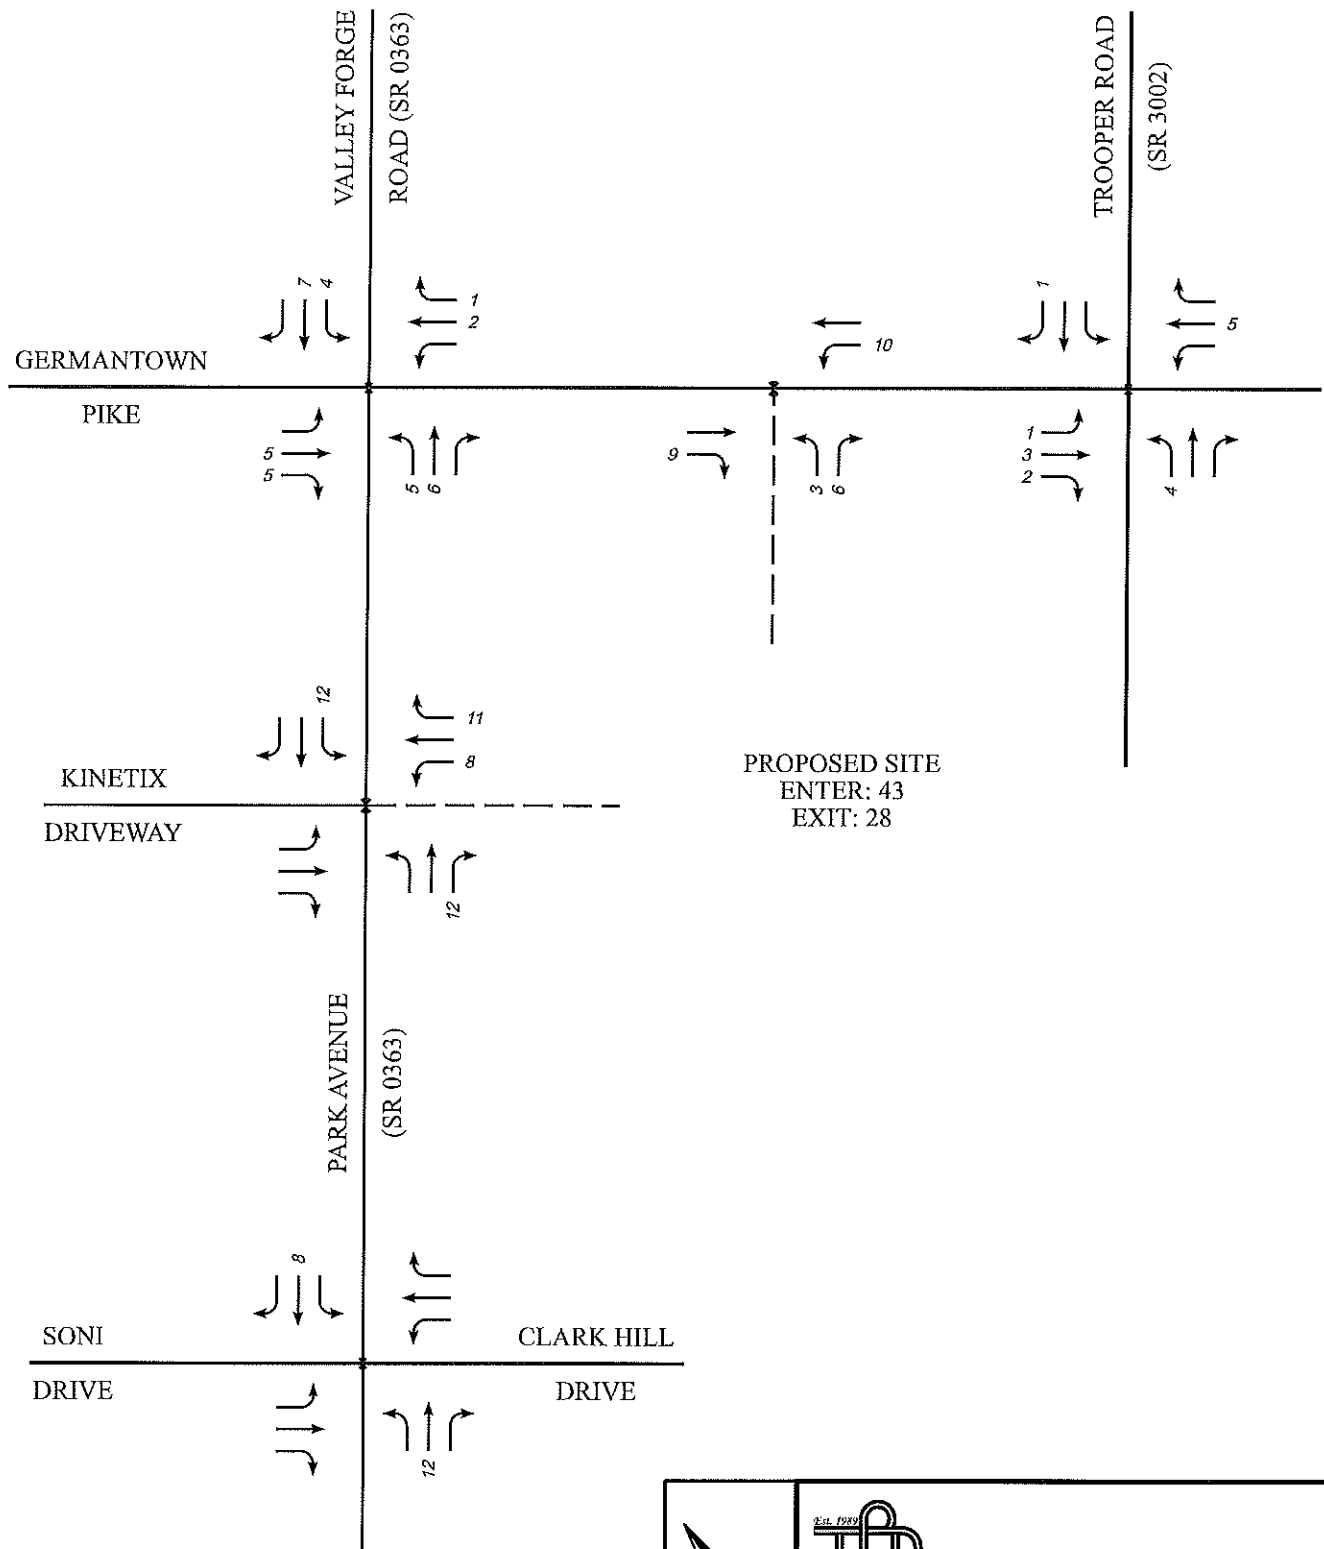 VALLEY FORGE
ROAD (SR 0363)
TROOPER ROAD
(SR 3002)
7
4
1
2
10
1
5
GERMANTOWN
PIKE
5
5
5
6
9
3
6
1
3
2
4
12
11
8
KINETIX
DRIVEWAY
12
PROPOSED SITE
ENTER: 43
EXIT: 28
PARK AVENUE
(SR 0363)
8
SONI
DRIVE
CLARK HILL
DRIVE
12
Est. 1989